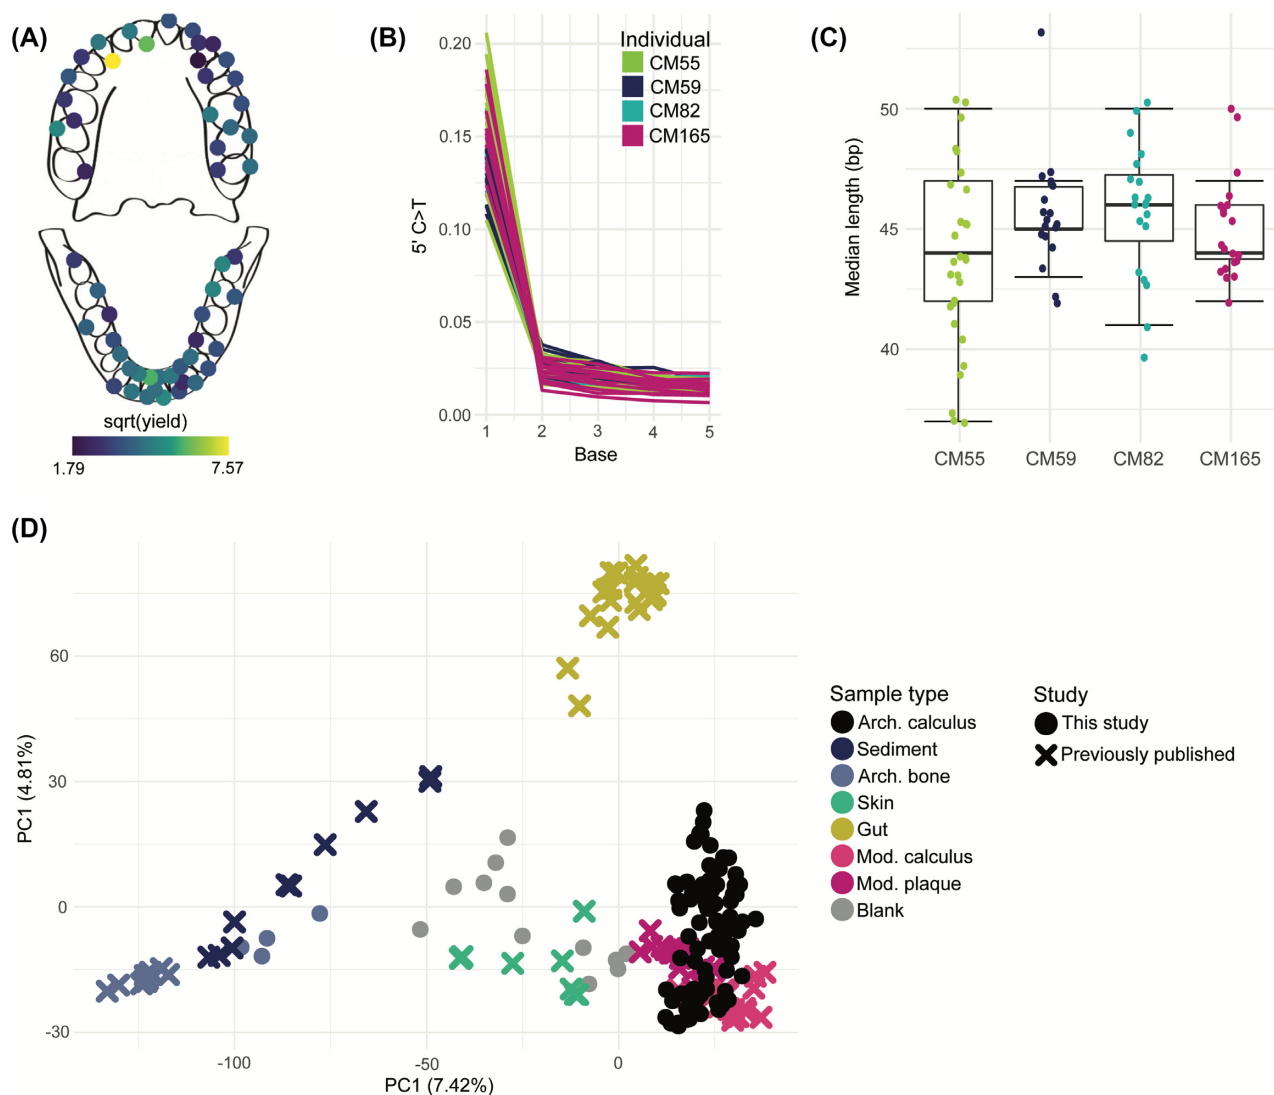 (A)
sqrt(yield)
1.79
7.57
(B)
5' C>T
0.20
0.15
0.10
0.05
0.00
1
2
3
4
5
Base
Individual
CM55
CM59
CM82
CM165
(C)
Median length (bp)
50
45
40
CM55
CM59
CM82
CM165
(D)
PC1 (4.81%)
60
30
0
-30
-100
-50
0
PC1 (7.42%)
Sample type
Arch. calculus
Sediment
Arch. bone
Skin
Gut
Mod. calculus
Mod. plaque
Blank
Study
This study
Previously published